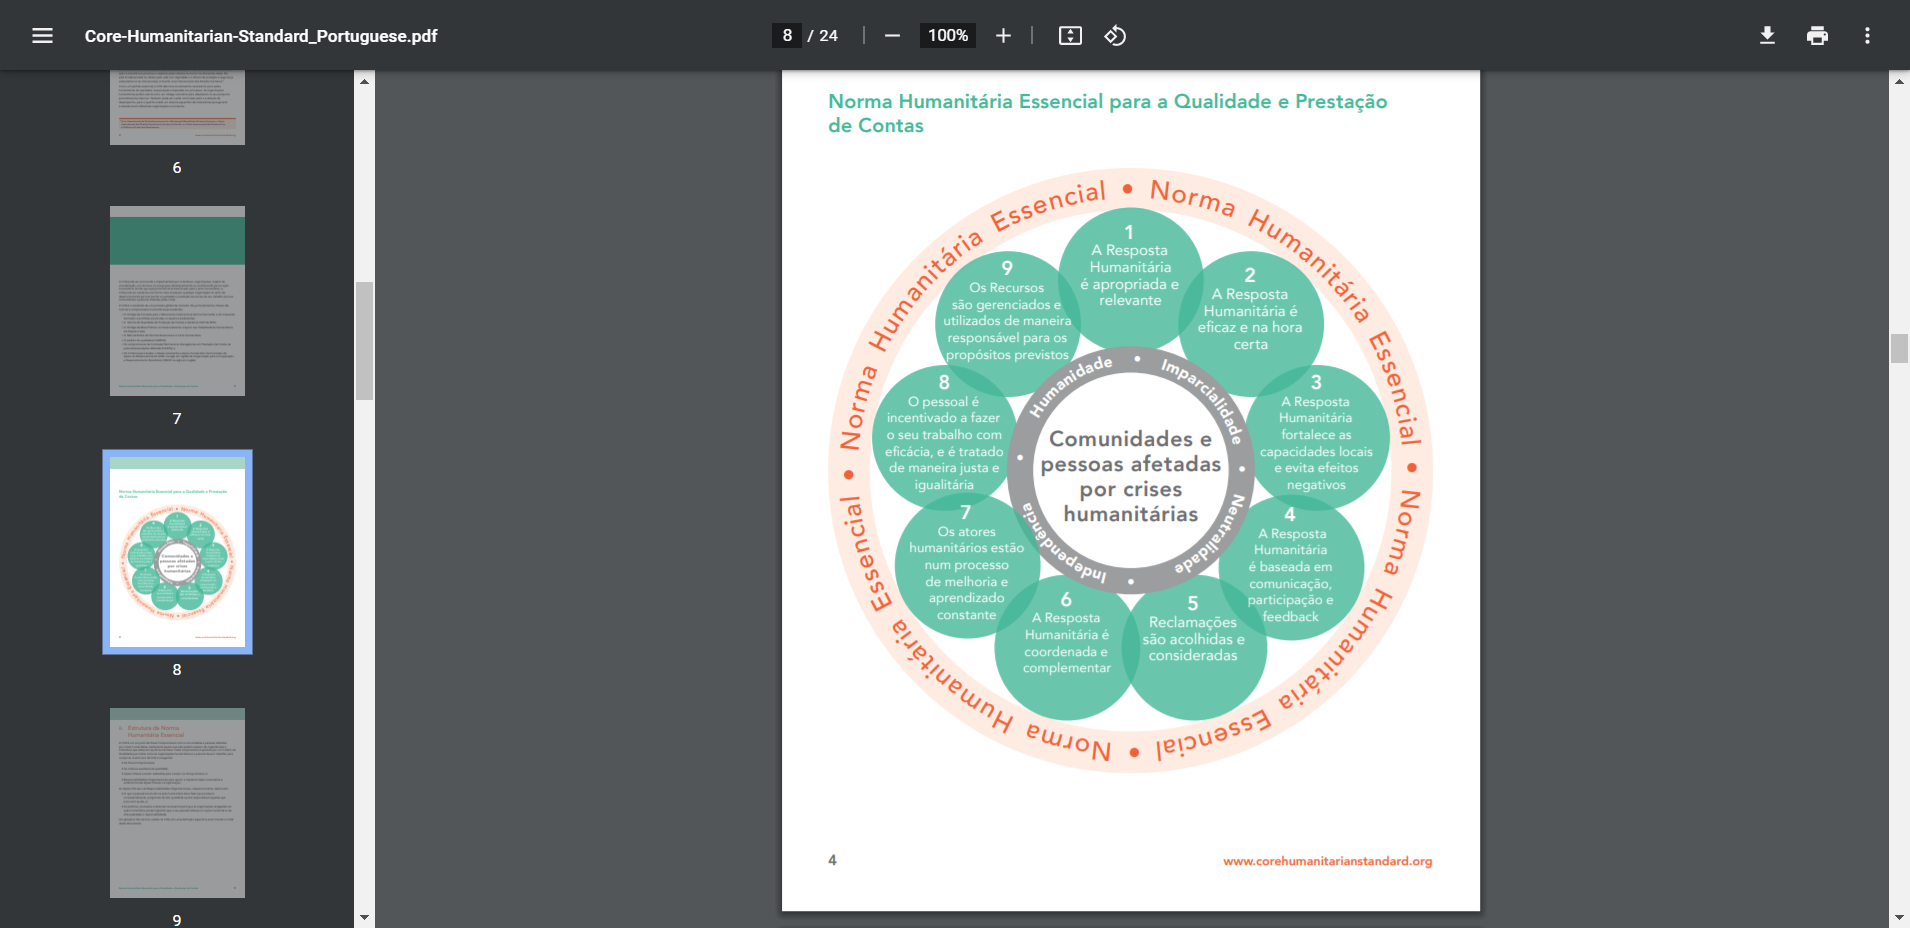 Core-Humanitarian-Standard_Portuguese.pdf
8 / 24
100%
6
7
8
9
Norma Humanitária Essencial para a Qualidade e Prestação
de Contas
Norma Humanitária Essencial • Norma Humanitária Essencial • Norma Humanitária Essencial • Norma Humanitária Essencial •
1
A Resposta
Humanitária
é apropriada e
relevante
2
A Resposta
Humanitária é
eficaz e na hora
certa
3
A Resposta
Humanitária
fortalece as
capacidades locais
e evita efeitos
negativos
4
A Resposta
Humanitária
é baseada em
comunicação,
participação e
feedback
5
Reclamações
são acolhidas e
consideradas
6
A Resposta
Humanitária é
coordenada e
complementar
7
Os atores
humanitários estão
num processo
de melhoria e
aprendizado
constante
8
O pessoal é
incentivado a fazer
o seu trabalho com
eficácia, e é tratado
de maneira justa e
igualitária
9
Os Recursos
são gerenciados e
utilizados de maneira
responsável para os
propósitos previstos
Humanidade • Imparcialidade • Neutralidade • Independência •
Comunidades e
pessoas afetadas
por crises
humanitárias
4
www.corehumanitarianstandard.org
Estrutura da Norma
Humanitária Essencial